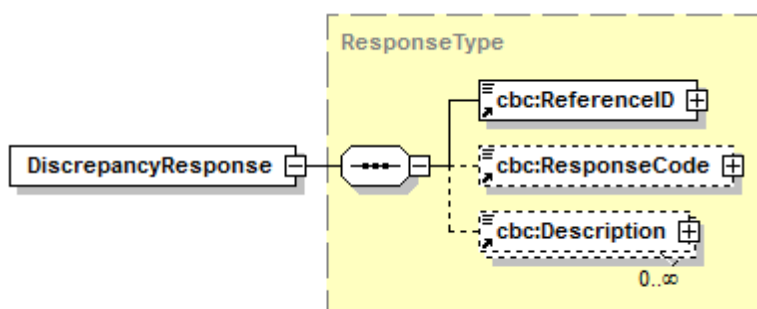 ResponseType
cbc:ReferenceID
DiscrepancyResponse
cbc:ResponseCode
cbc:Description
0..∞